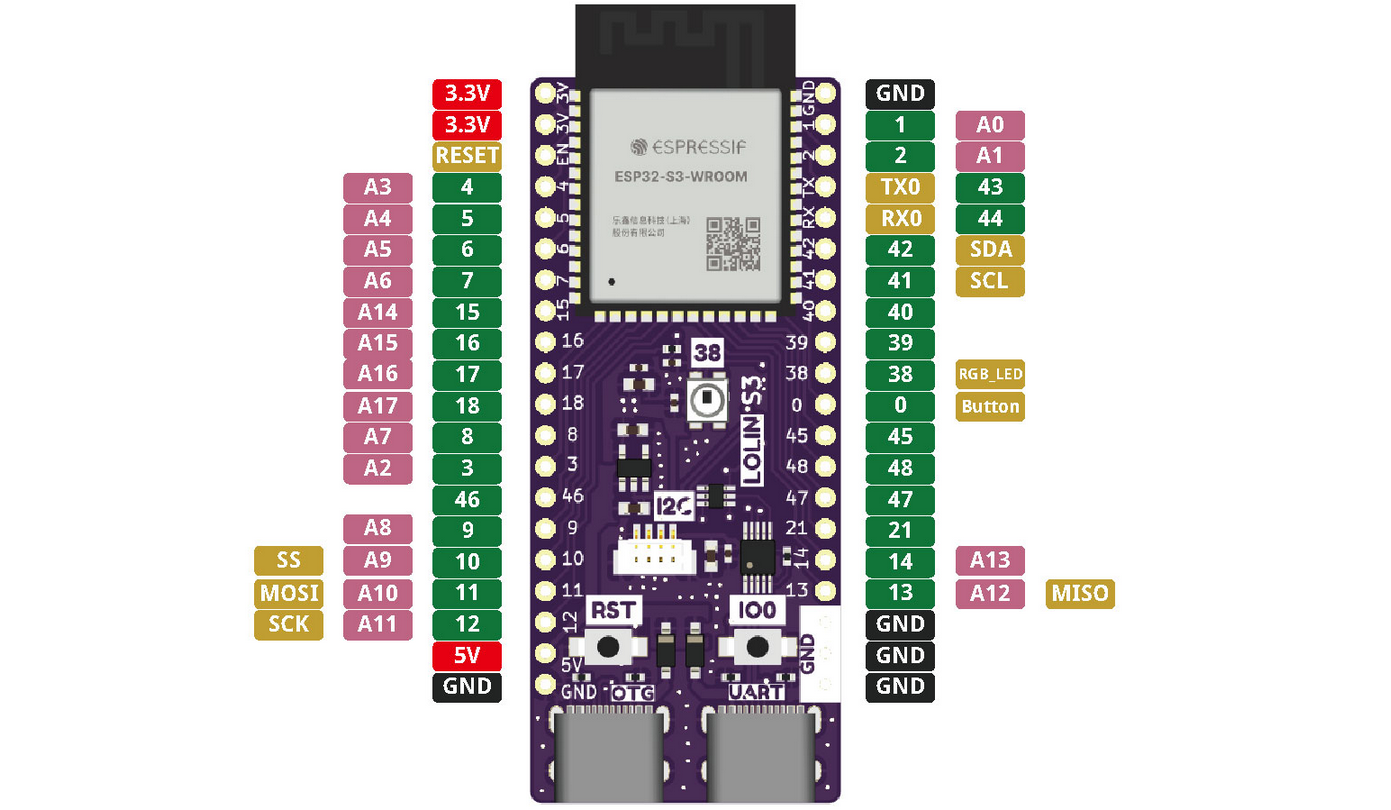 3.3V 3V GND GND
3.3V 3V 1 1 A0
RESET EN 2 2 A1
A3 4 4 TX TX0 43
A4 5 5 RX RX0 44
A5 6 6 42 42 SDA
A6 7 7 41 41 SCL
A14 15 15 40 40
ESPRESSIF
ESP32-S3-WROOM
乐鑫信息科技(上海)
股份有限公司
A15 16 16 39 39
38
A16 17 17 38 38 RGB_LED
A17 18 18 0 0 Button
LOLIN S3
A7 8 8 45 45
A2 3 3 48 48
46 46 47 47
I2C
A8 9 9 21 21
SS A9 10 10 14 14 A13
MOSI A10 11 11 13 13 A12 MISO
RST IO0
SCK A11 12 12 GND
5V 5V GND GND
GND GND OTG UART GND